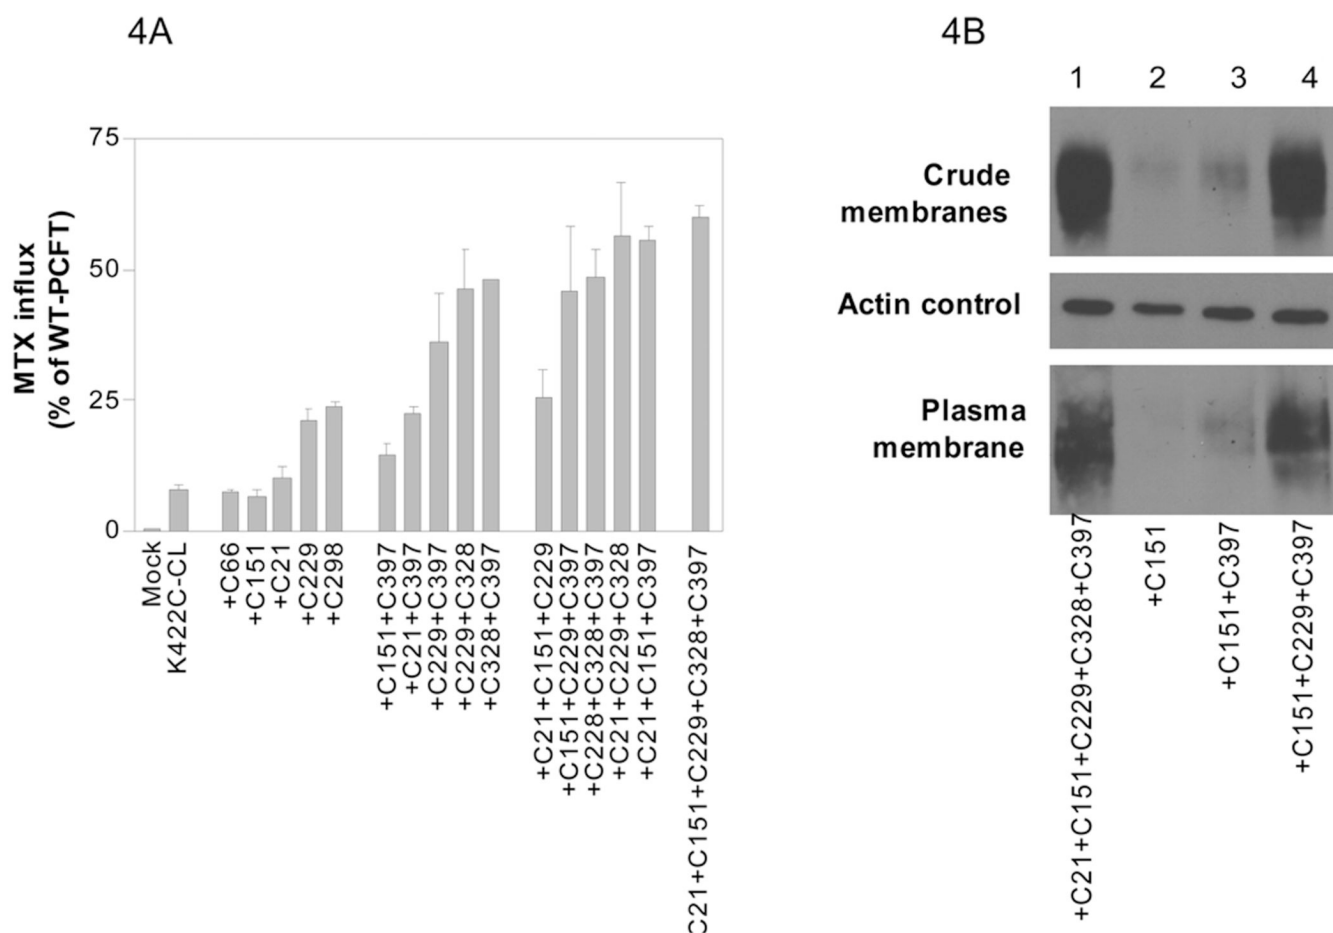 4A
MTX influx
(% of WT-PCFT)
75
50
25
0
Mock
K422C-CL
+C66
+C151
+C21
+C229
+C298
+C151+C397
+C21+C397
+C229+C397
+C229+C328
+C328+C397
+C21+C151+C229
+C151+C229+C397
+C228+C328+C397
+C21+C229+C328
+C21+C151+C397
C21+C151+C229+C328+C397
4B
1 2 3 4
Crude
membranes
Actin control
Plasma
membrane
+C21+C151+C229+C328+C397
+C151
+C151+C397
+C151+C229+C397